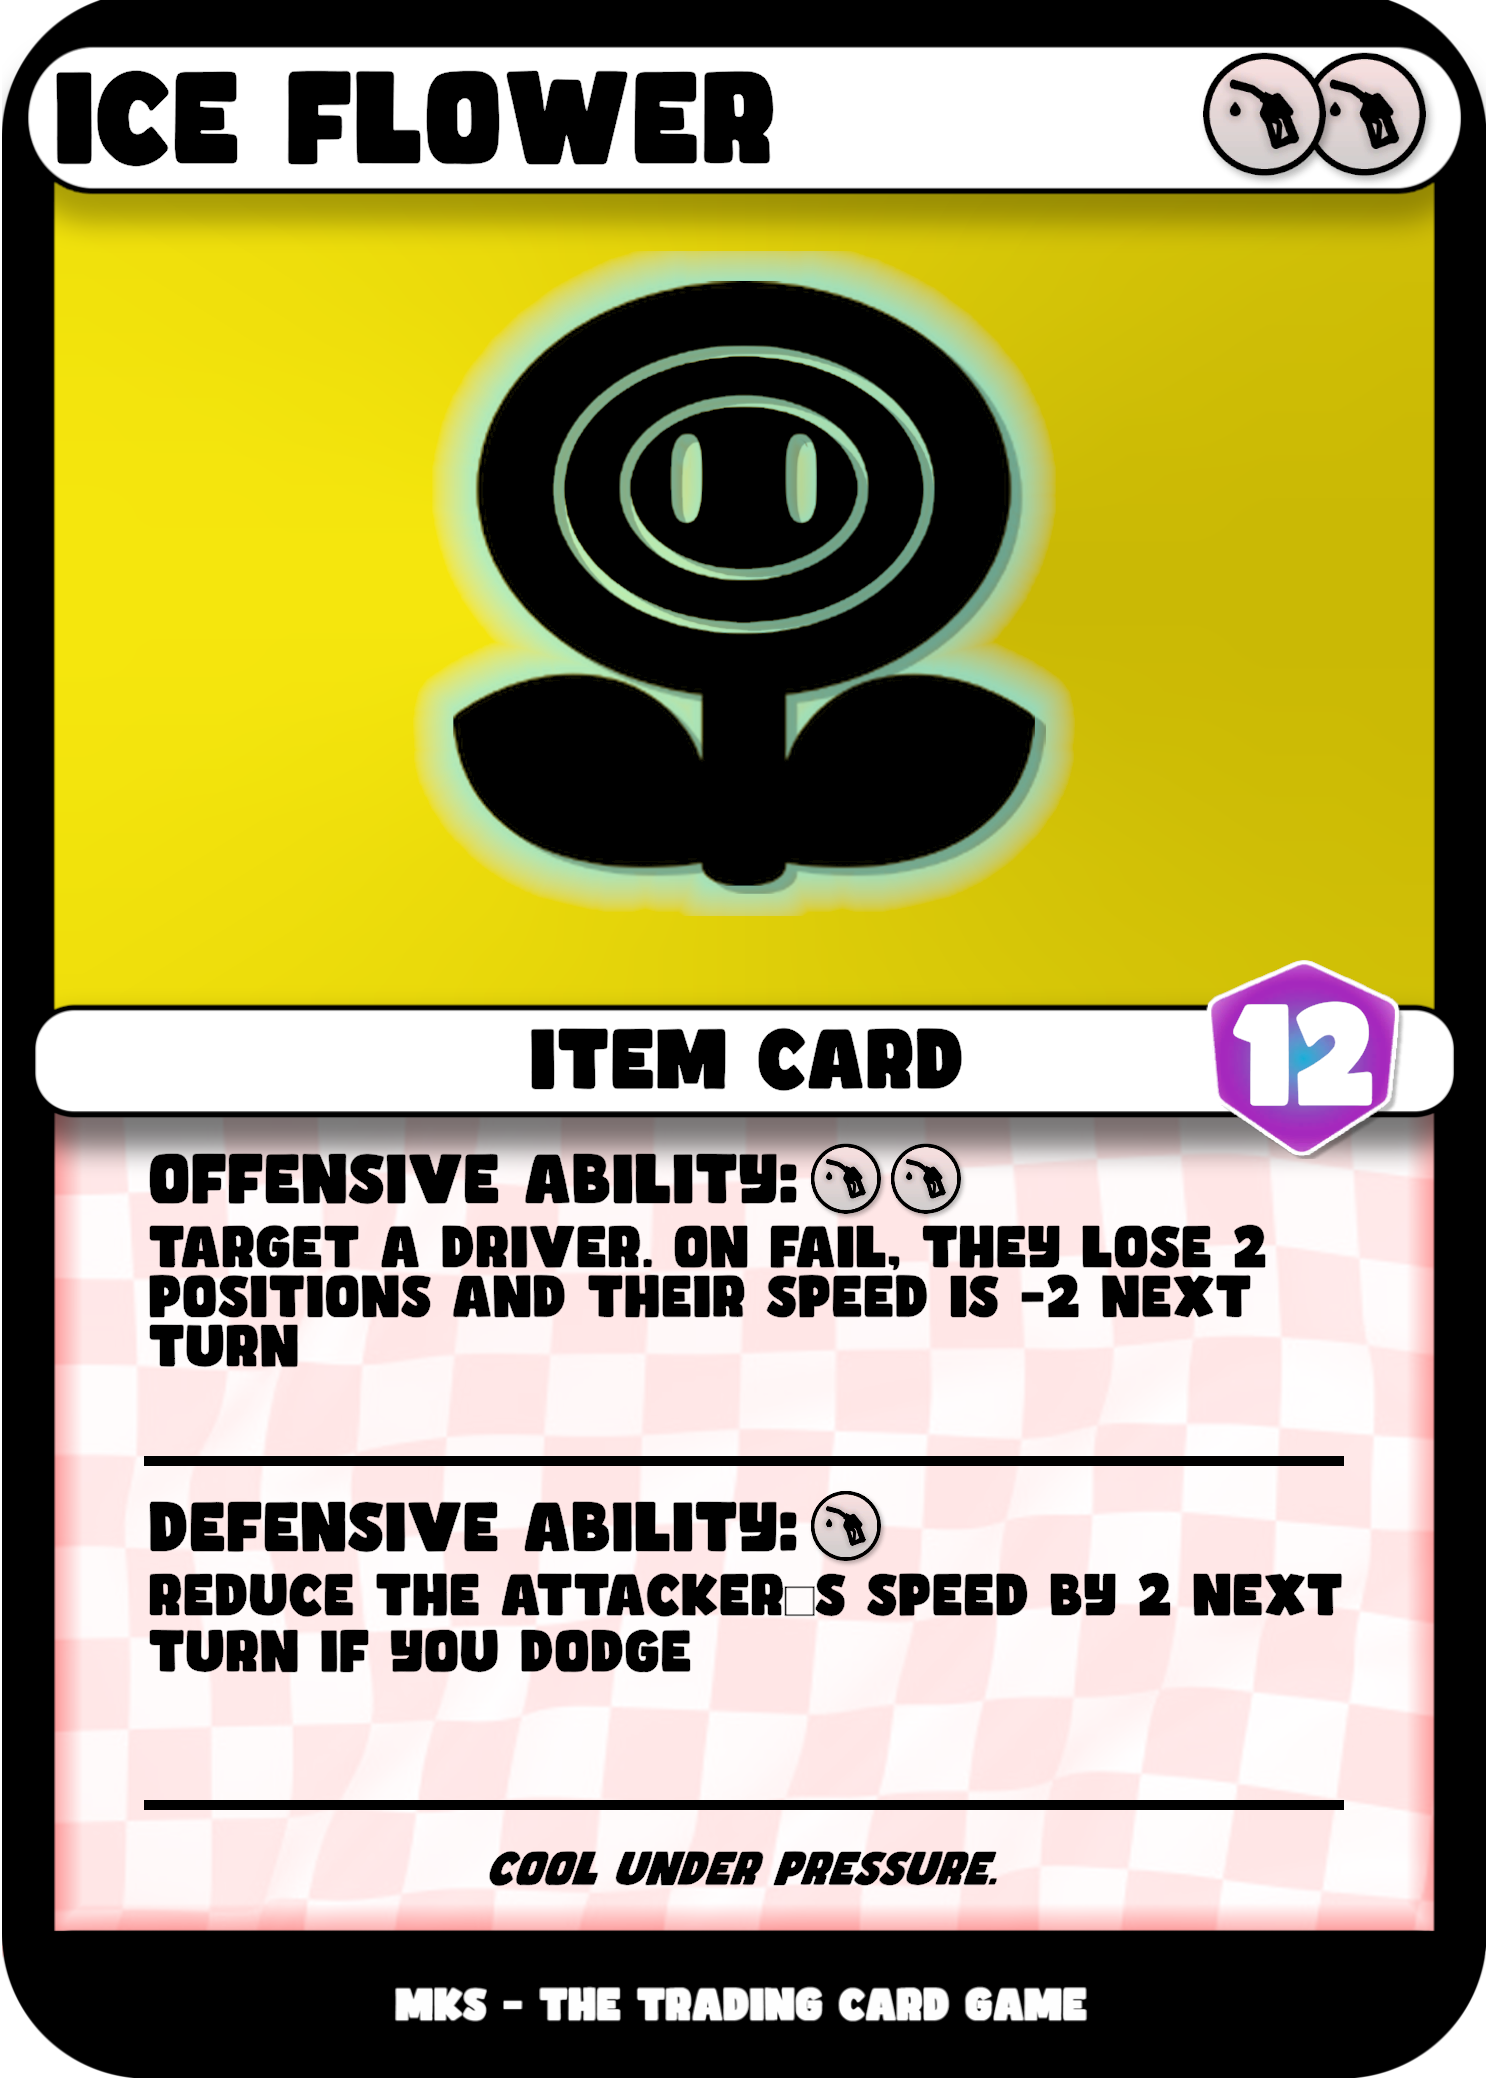 ICE FLOWER
ITEM CARD
12
OFFENSIVE ABILITY:
TARGET A DRIVER. ON FAIL, THEY LOSE 2
POSITIONS AND THEIR SPEED IS -2 NEXT
TURN
DEFENSIVE ABILITY:
REDUCE THE ATTACKER□S SPEED BY 2 NEXT
TURN IF YOU DODGE
COOL UNDER PRESSURE.
MKS - THE TRADING CARD GAME